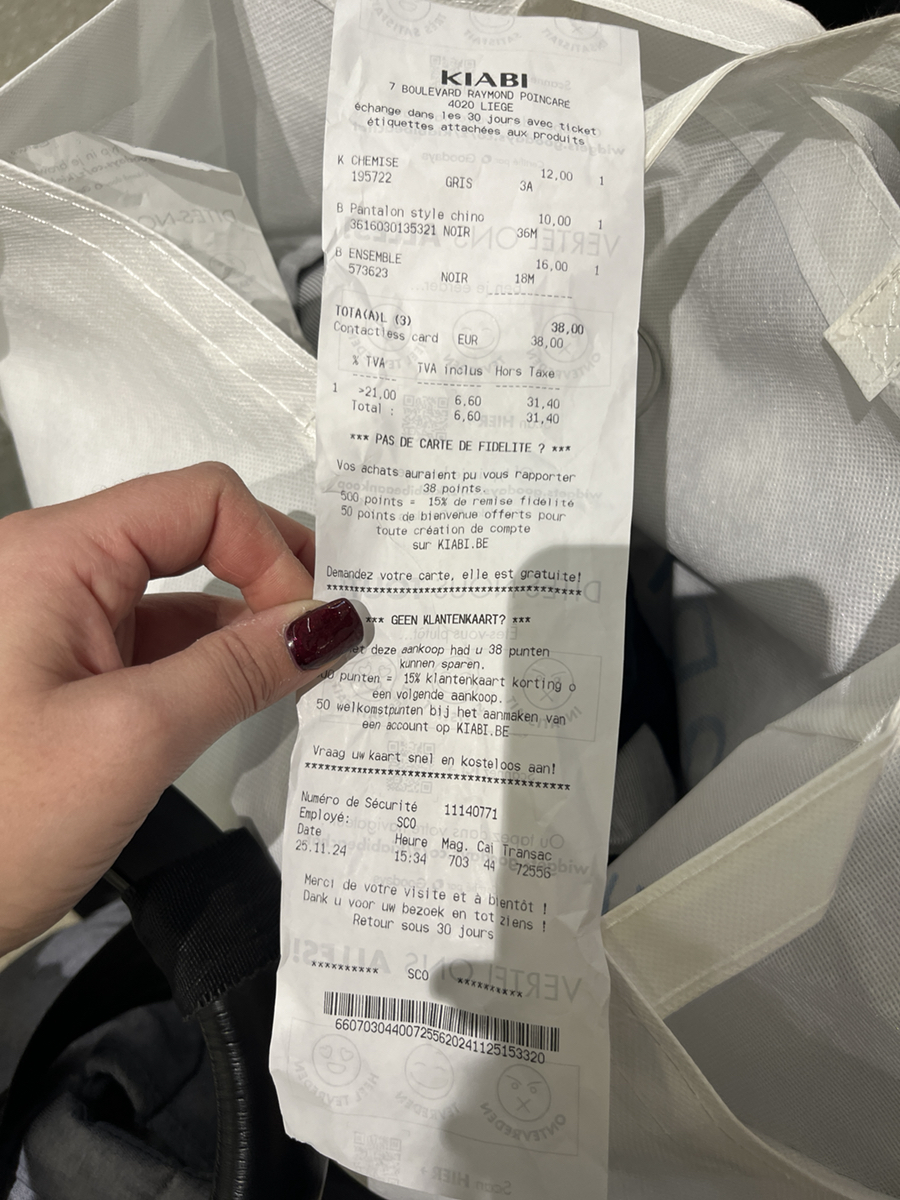 KIABI
7 BOULEVARD RAYMOND POINCARE
4020 LIEGE
échange dans les 30 jours avec ticket
étiquettes attachées aux produits
K CHEMISE 12,00 1
195722 GRIS 3A
B Pantalon style chino 10,00 1
3616030135321 NOIR 36M
B ENSEMBLE 16,00 1
573623 NOIR 18M
TOTA(A)L (3) 38,00
Contactless card EUR 38,00
% TVA TVA inclus Hors Taxe
1 >21,00 6,60 31,40
Total : 6,60 31,40
*** PAS DE CARTE DE FIDELITE ? ***
Vos achats auraient pu vous rapporter
38 points.
500 points = 15% de remise fidelité
50 points de bienvenue offerts pour
toute création de compte
sur KIABI.BE
Demandez votre carte, elle est gratuite!
****************************************
*** GEEN KLANTENKAART? ***
deze aankoop had u 38 punten
kunnen sparen.
punten = 15% klantenkaart korting o
een volgende aankoop.
50 welkomstpunten bij het aanmaken van
een account op KIABI.BE
Vraag uw kaart snel en kosteloos aan!
****************************************
Numéro de Sécurité 11140771
Employé: SCO
Date Heure Mag. Cai Transac
25.11.24 15:34 703 44 72556
Merci de votre visite et à bientôt !
Dank u voor uw bezoek en tot ziens !
Retour sous 30 jours
********** SCO **********
660703044007255620241125153320